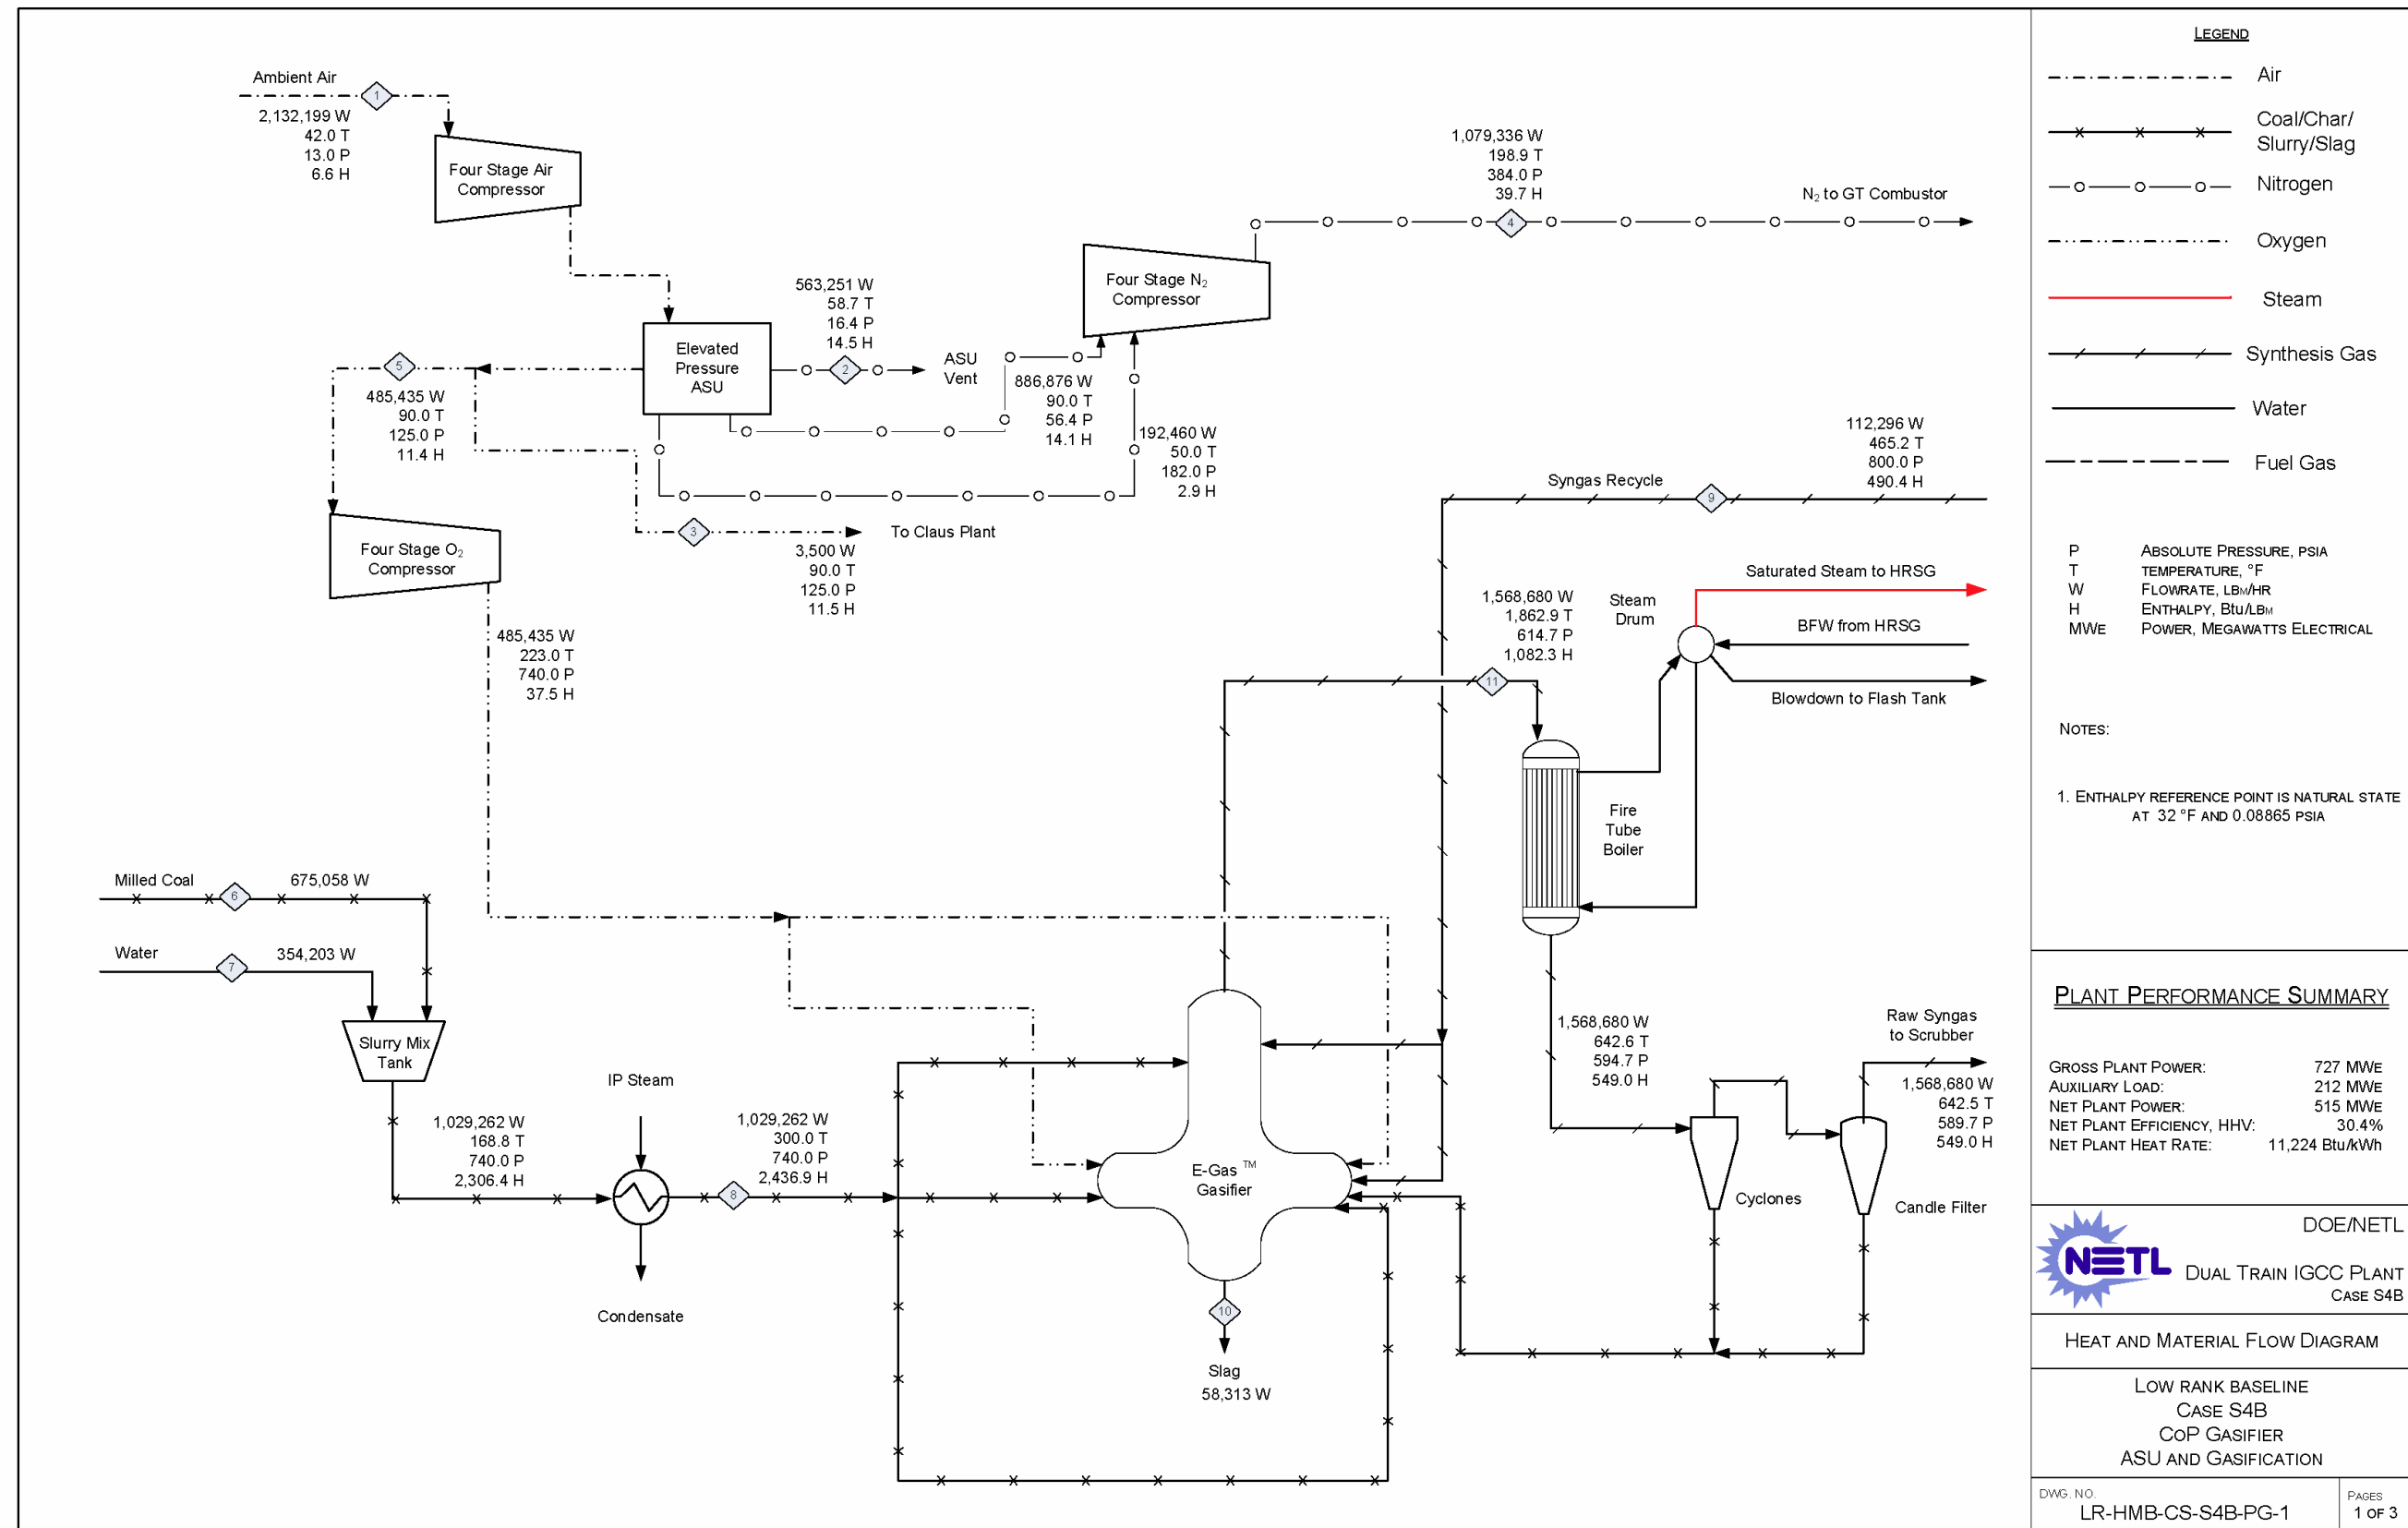 Ambient Air
1
2,132,199 W
42.0 T
13.0 P
6.6 H
Four Stage Air
Compressor
1,079,336 W
198.9 T
384.0 P
39.7 H
4
N2 to GT Combustor
Four Stage N2
Compressor
563,251 W
58.7 T
16.4 P
14.5 H
Elevated
Pressure
ASU
2
ASU
Vent
5
485,435 W
90.0 T
125.0 P
11.4 H
886,876 W
90.0 T
56.4 P
14.1 H
192,460 W
50.0 T
182.0 P
2.9 H
3
To Claus Plant
3,500 W
90.0 T
125.0 P
11.5 H
Four Stage O2
Compressor
485,435 W
223.0 T
740.0 P
37.5 H
112,296 W
465.2 T
800.0 P
490.4 H
Syngas Recycle
9
Saturated Steam to HRSG
Steam
Drum
BFW from HRSG
Blowdown to Flash Tank
1,568,680 W
1,862.9 T
614.7 P
1,082.3 H
11
Fire
Tube
Boiler
Milled Coal
6
675,058 W
Water
7
354,203 W
Slurry Mix
Tank
1,029,262 W
168.8 T
740.0 P
2,306.4 H
IP Steam
Condensate
1,029,262 W
300.0 T
740.0 P
2,436.9 H
8
E-Gas TM
Gasifier
10
Slag
58,313 W
1,568,680 W
642.6 T
594.7 P
549.0 H
Cyclones
Raw Syngas
to Scrubber
1,568,680 W
642.5 T
589.7 P
549.0 H
Candle Filter
LEGEND
Air
Coal/Char/
Slurry/Slag
Nitrogen
Oxygen
Steam
Synthesis Gas
Water
Fuel Gas
P ABSOLUTE PRESSURE, PSIA
T TEMPERATURE, °F
W FLOWRATE, LBM/HR
H ENTHALPY, Btu/LBM
MWE POWER, MEGAWATTS ELECTRICAL
NOTES:
1. ENTHALPY REFERENCE POINT IS NATURAL STATE
AT 32 °F AND 0.08865 PSIA
PLANT PERFORMANCE SUMMARY
GROSS PLANT POWER: 727 MWE
AUXILIARY LOAD: 212 MWE
NET PLANT POWER: 515 MWE
NET PLANT EFFICIENCY, HHV: 30.4%
NET PLANT HEAT RATE: 11,224 Btu/KWh
NETL
DOE/NETL
DUAL TRAIN IGCC PLANT
CASE S4B
HEAT AND MATERIAL FLOW DIAGRAM
LOW RANK BASELINE
CASE S4B
COP GASIFIER
ASU AND GASIFICATION
DWG. NO.
LR-HMB-CS-S4B-PG-1
PAGES
1 OF 3